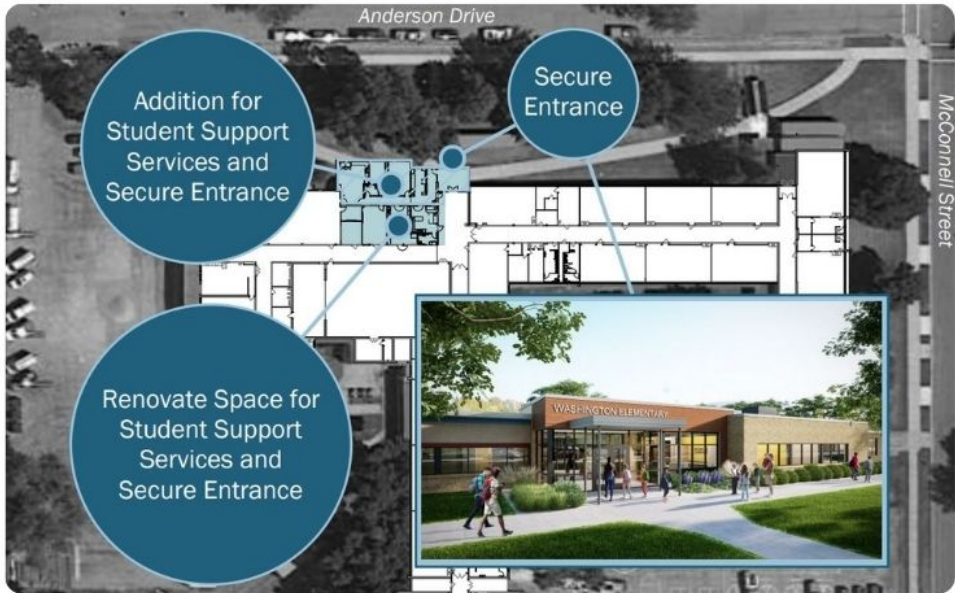 Anderson Drive
Addition for
Student Support
Services and
Secure Entrance
Secure
Entrance
McConnell Street
Renovate Space for
Student Support
Services and
Secure Entrance
WASHINGTON ELEMENTARY